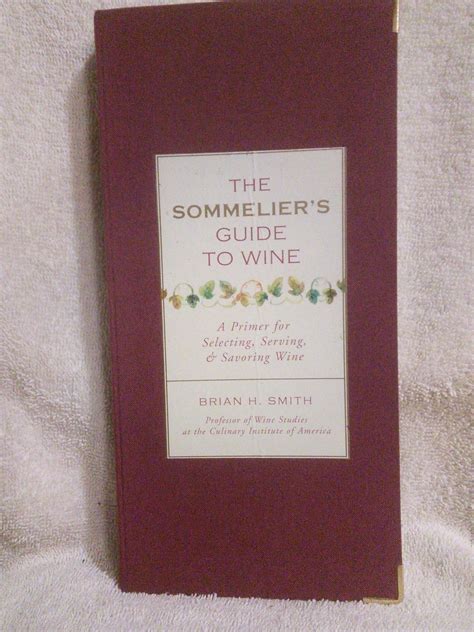 THE
SOMMELIER'S
GUIDE
TO WINE
A Primer for
Selecting, Serving,
& Savoring Wine
BRIAN H. SMITH
Professor of Wine Studies
at the Culinary Institute of America